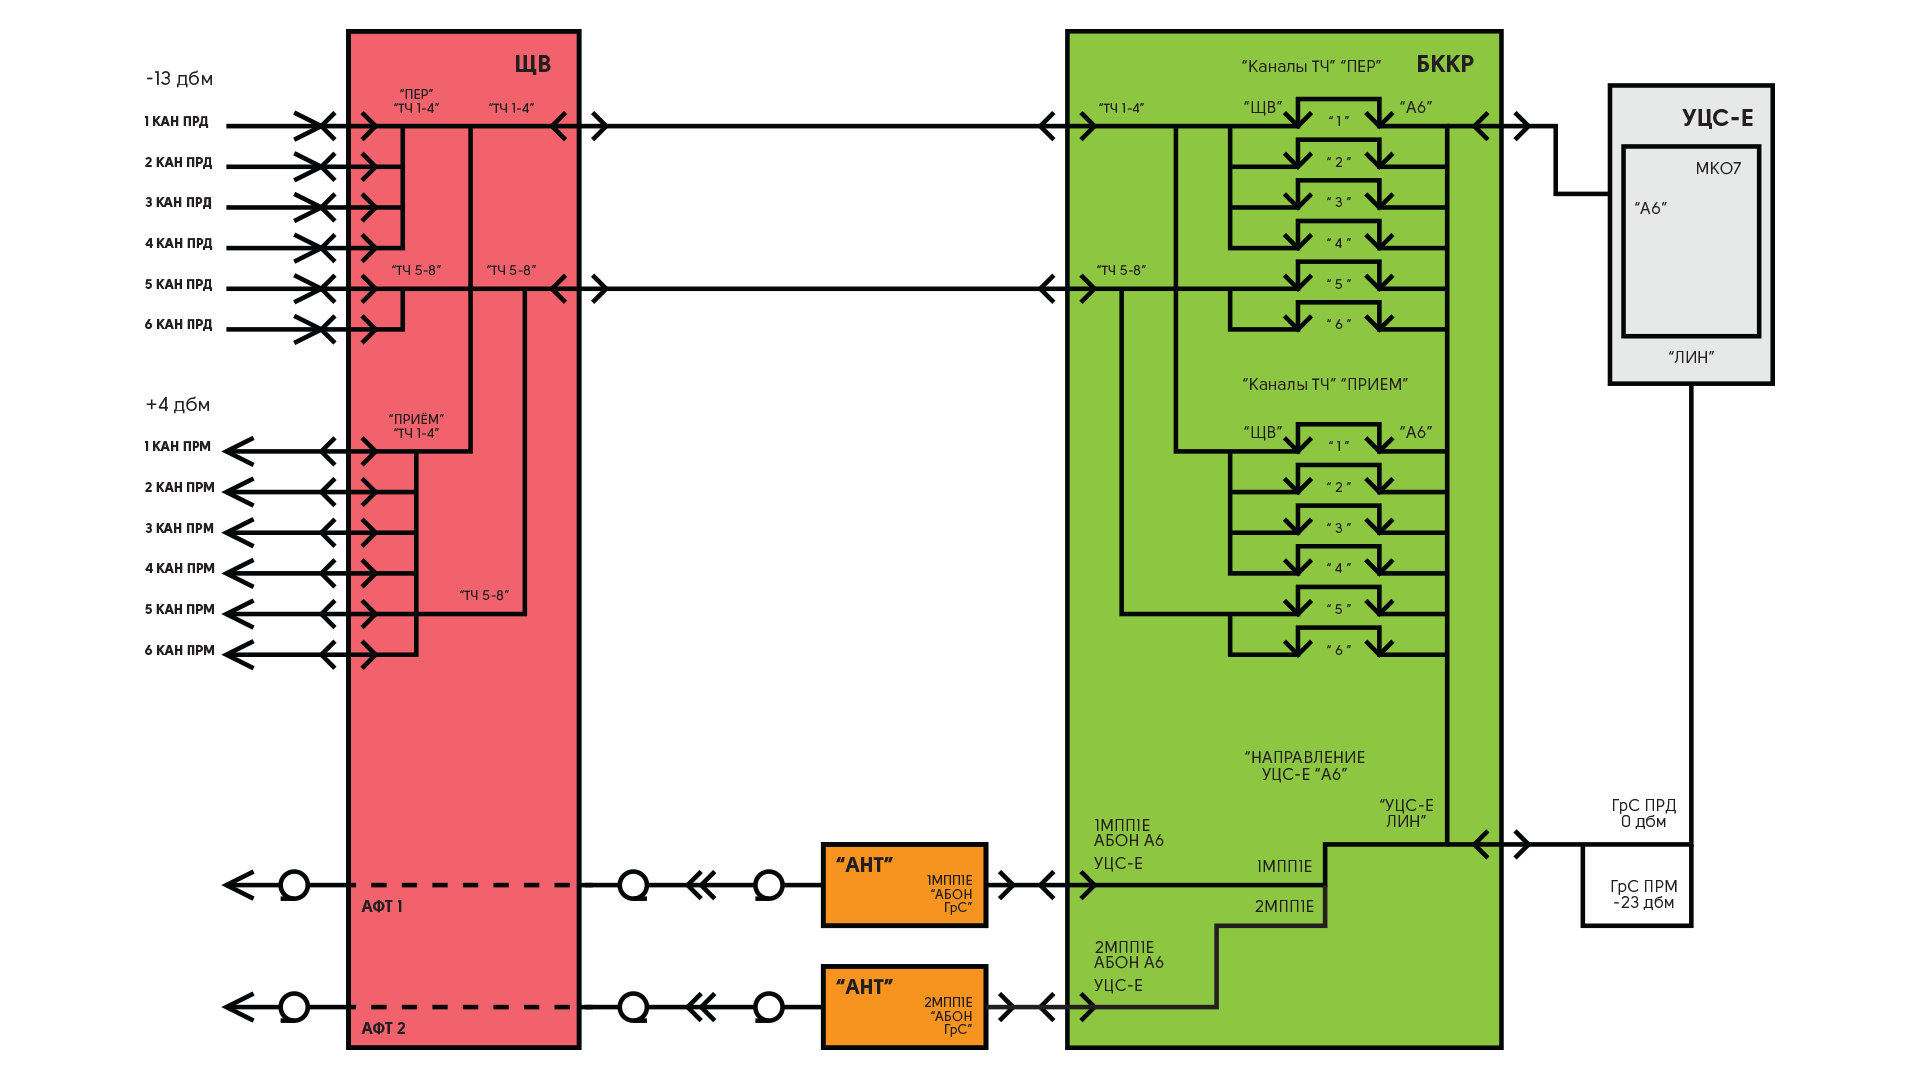 -13 дбм
1 КАН ПРД
2 КАН ПРД
3 КАН ПРД
4 КАН ПРД
5 КАН ПРД
6 КАН ПРД
+4 дбм
1 КАН ПРМ
2 КАН ПРМ
3 КАН ПРМ
4 КАН ПРМ
5 КАН ПРМ
6 КАН ПРМ
ЩВ
“ПЕР”
“ТЧ 1-4”
“ТЧ 1-4”
“ТЧ 5-8”
“ТЧ 5-8”
“ПРИЁМ”
“ТЧ 1-4”
“ТЧ 5-8”
АФТ 1
АФТ 2
“АНТ”
1МПП1Е
“АБОН
ГрС”
“АНТ”
2МПП1Е
“АБОН
ГрС”
БККР
“Каналы ТЧ” “ПЕР”
“ТЧ 1-4”
“ЩВ”
“А6”
“ 1 ”
“ 2 ”
“ 3 ”
“ 4 ”
“ТЧ 5-8”
“ 5 ”
“ 6 ”
“Каналы ТЧ” “ПРИЕМ”
“ЩВ”
“А6”
“ 1 ”
“ 2 ”
“ 3 ”
“ 4 ”
“ 5 ”
“ 6 ”
“НАПРАВЛЕНИЕ
УЦС-Е “А6”
“УЦС-Е
ЛИН”
1МПП1Е
АБОН А6
УЦС-Е
1МПП1Е
2МПП1Е
2МПП1Е
АБОН А6
УЦС-Е
УЦС-Е
МКО7
“А6”
“ЛИН”
ГрС ПРД
0 дбм
ГрС ПРМ
-23 дбм